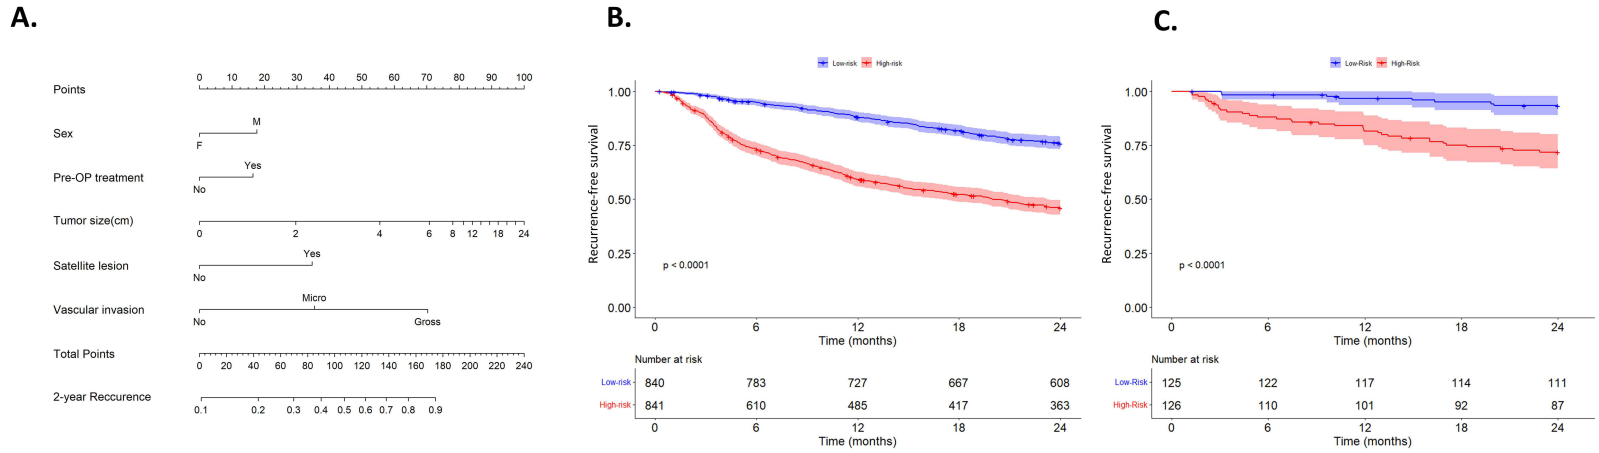 A.
Points
0 10 20 30 40 50 60 70 80 90 100
Sex
M
F
Pre-OP treatment
Yes
No
Tumor size(cm)
0 2 4 6 8 12 18 24
Satellite lesion
Yes
No
Vascular invasion
Micro
No Gross
Total Points
0 20 40 60 80 100 120 140 160 180 200 220 240
2-year Reccurence
0.1 0.2 0.3 0.4 0.5 0.6 0.7 0.8 0.9
B.
Low-risk High-risk
Recurrence-free survival
1.00
0.75
0.50
0.25
0.00
p < 0.0001
0 6 12 18 24
Time (months)
Number at risk
Low-risk 840 783 727 667 608
High-risk 841 610 485 417 363
0 6 12 18 24
Time (months)
C.
Low-Risk High-Risk
Recurrence-free survival
1.00
0.75
0.50
0.25
0.00
p < 0.0001
0 6 12 18 24
Time (months)
Number at risk
Low-Risk 125 122 117 114 111
High-Risk 126 110 101 92 87
0 6 12 18 24
Time (months)